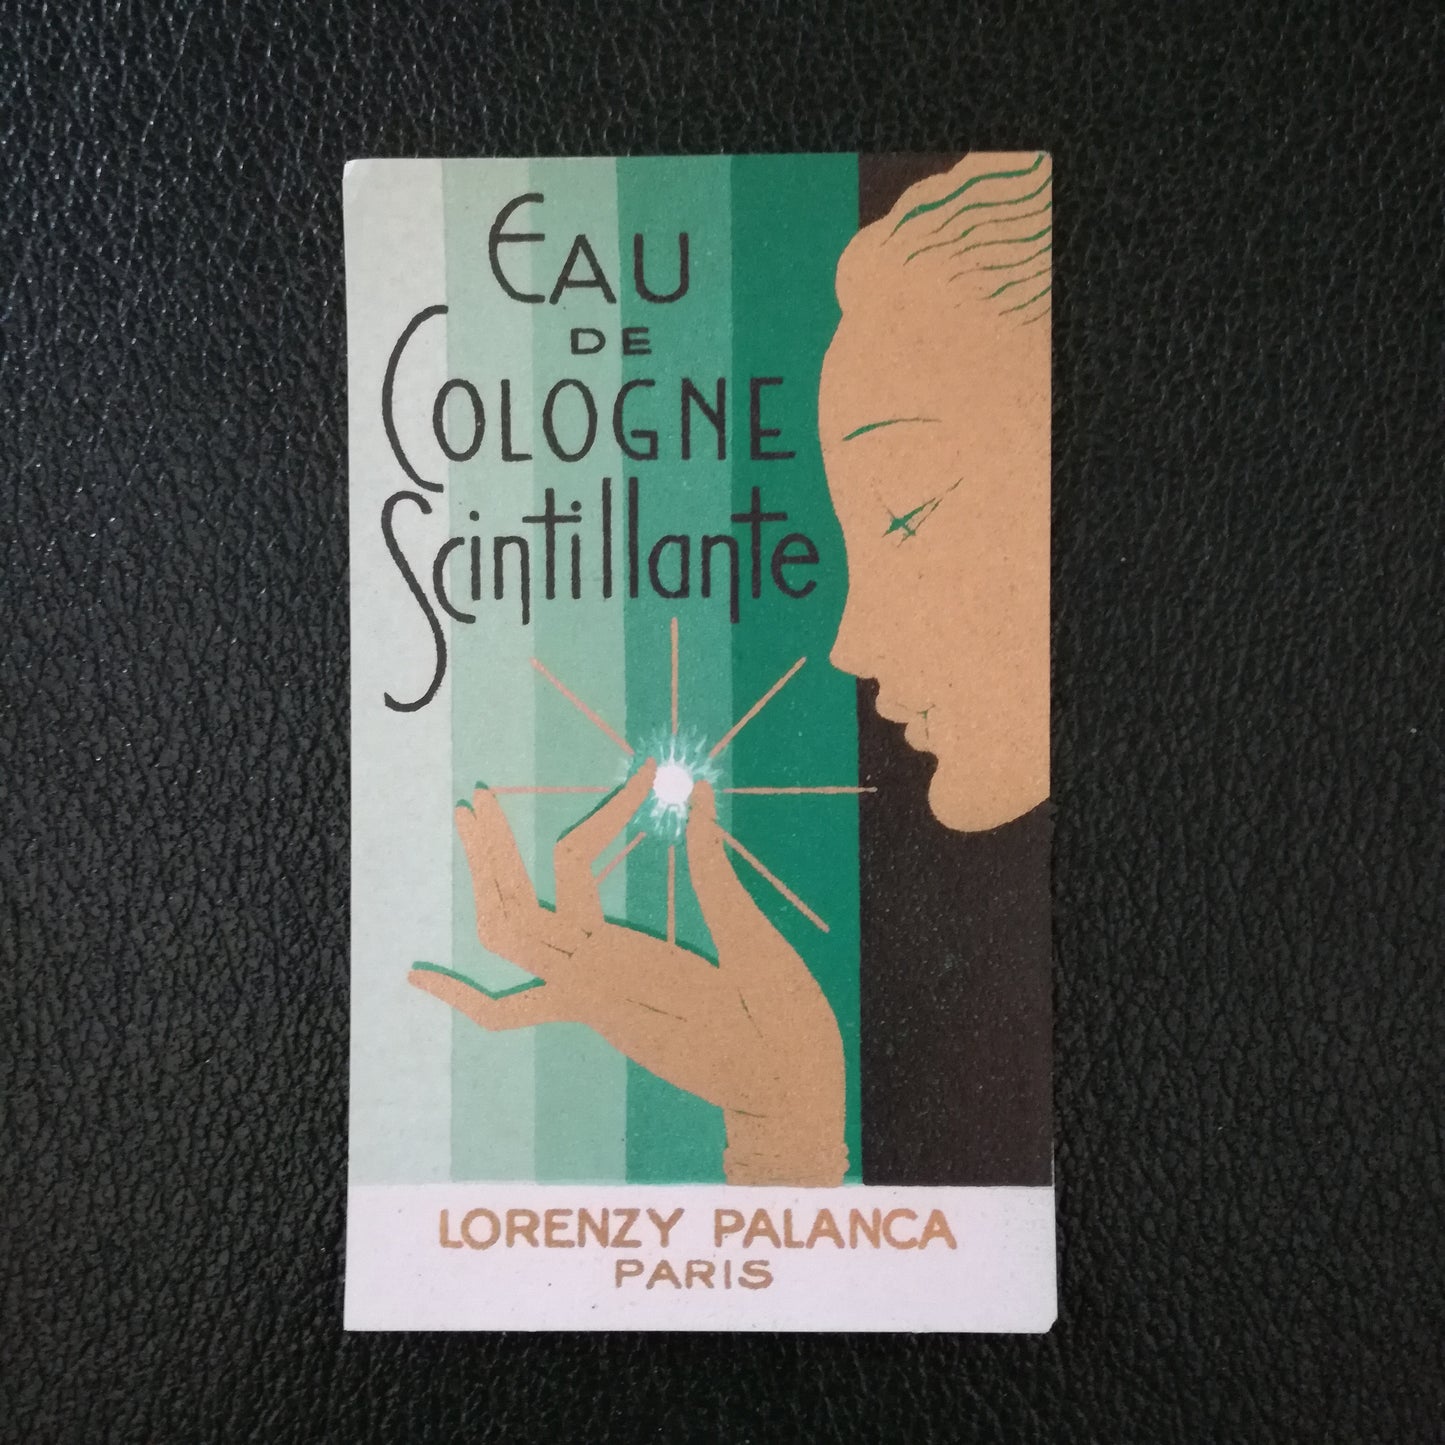 EAU
DE
COLOGNE
Scintillante
LORENZY PALANCA
PARIS